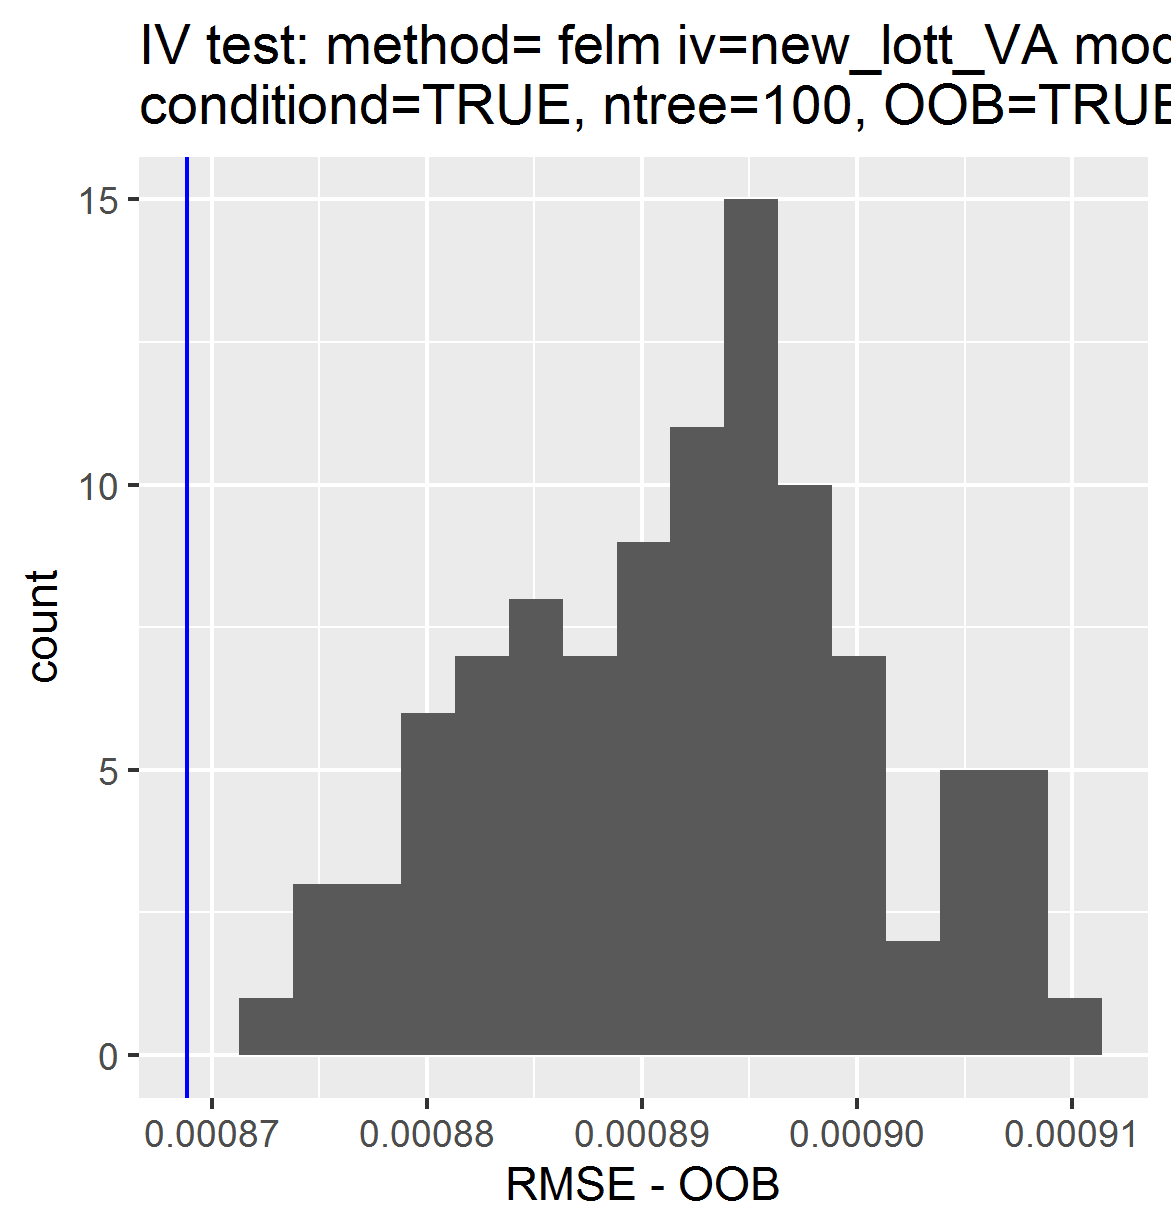 IV test: method= felm iv=new_lott_VA
conditiond=TRUE, ntree=100, OOB=TRUE
15
10
5
0
count
0.00087 0.00088 0.00089 0.00090 0.00091
RMSE - OOB